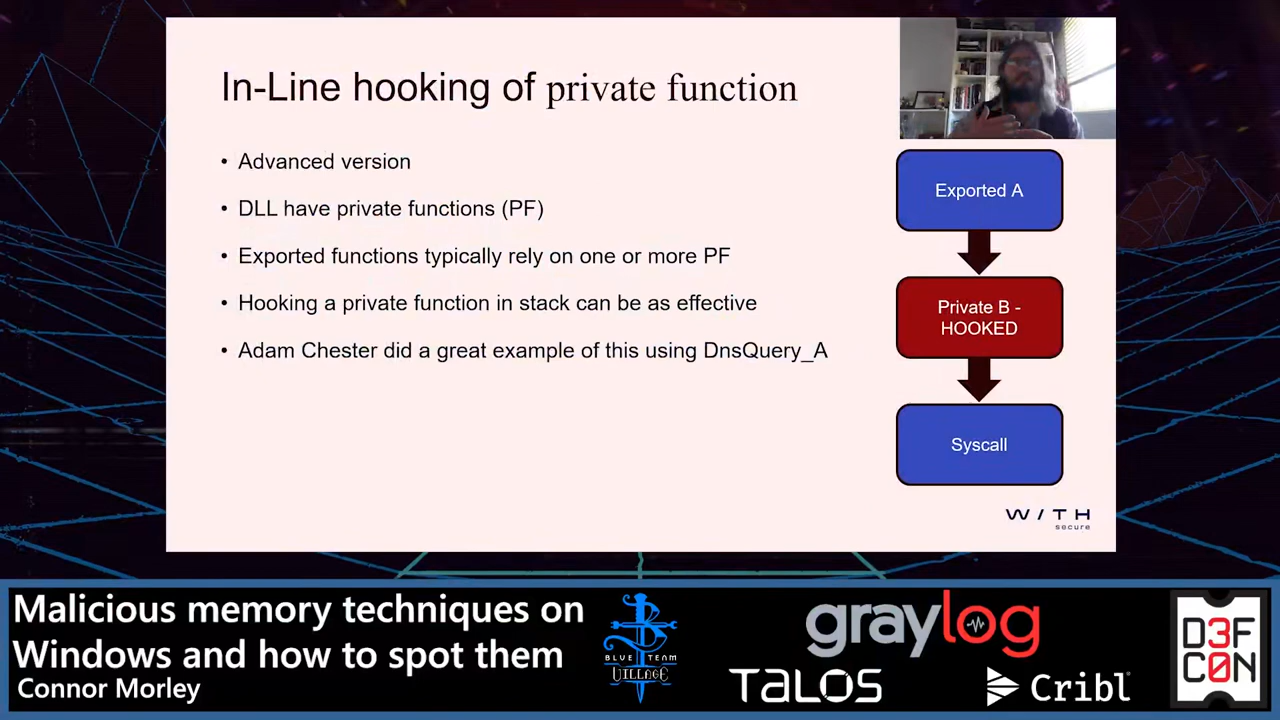 In-Line hooking of private function
• Advanced version
• DLL have private functions (PF)
• Exported functions typically rely on one or more PF
• Hooking a private function in stack can be as effective
• Adam Chester did a great example of this using DnsQuery_A
Exported A
Private B -
HOOKED
Syscall
W/TH
secure
Malicious memory techniques on
Windows and how to spot them
Connor Morley
BLUE TEAM
VILLAGE
graylog
TALOS
Cribl
D3F
C0N